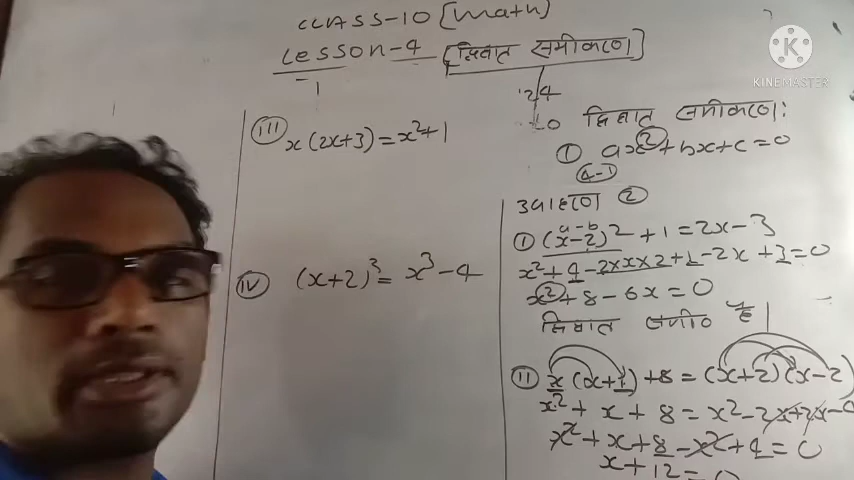 CLASS-10 [Math]
Lesson-4 [द्विघात समीकरण]
(III) x(2x+3)=x²+1
(IV) (x+2)³=x³-4
द्विघात समीकरण:
① ax²+bx+c=0
4-1
उदाहरण ②
① (x-2)²+1=2x-3
a-b
x²+4-2×x×2+1-2x+3=0
x²+8-6x=0
द्विघात समी० है|
(II) x(x+1)+8=(x+2)(x-2)
x²+x+8=x²-2x+2x-4
x²+x+8-x²+4=0
x+12=0
K
KINEMASTER